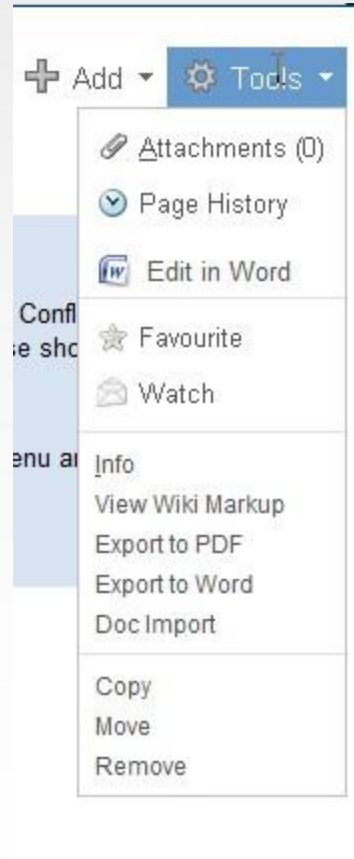 Add Tools
Attachments (0)
Page History
Edit in Word
Confl
e sho
Favourite
Watch
enu a
Info
View Wiki Markup
Export to PDF
Export to Word
Doc Import
Copy
Move
Remove